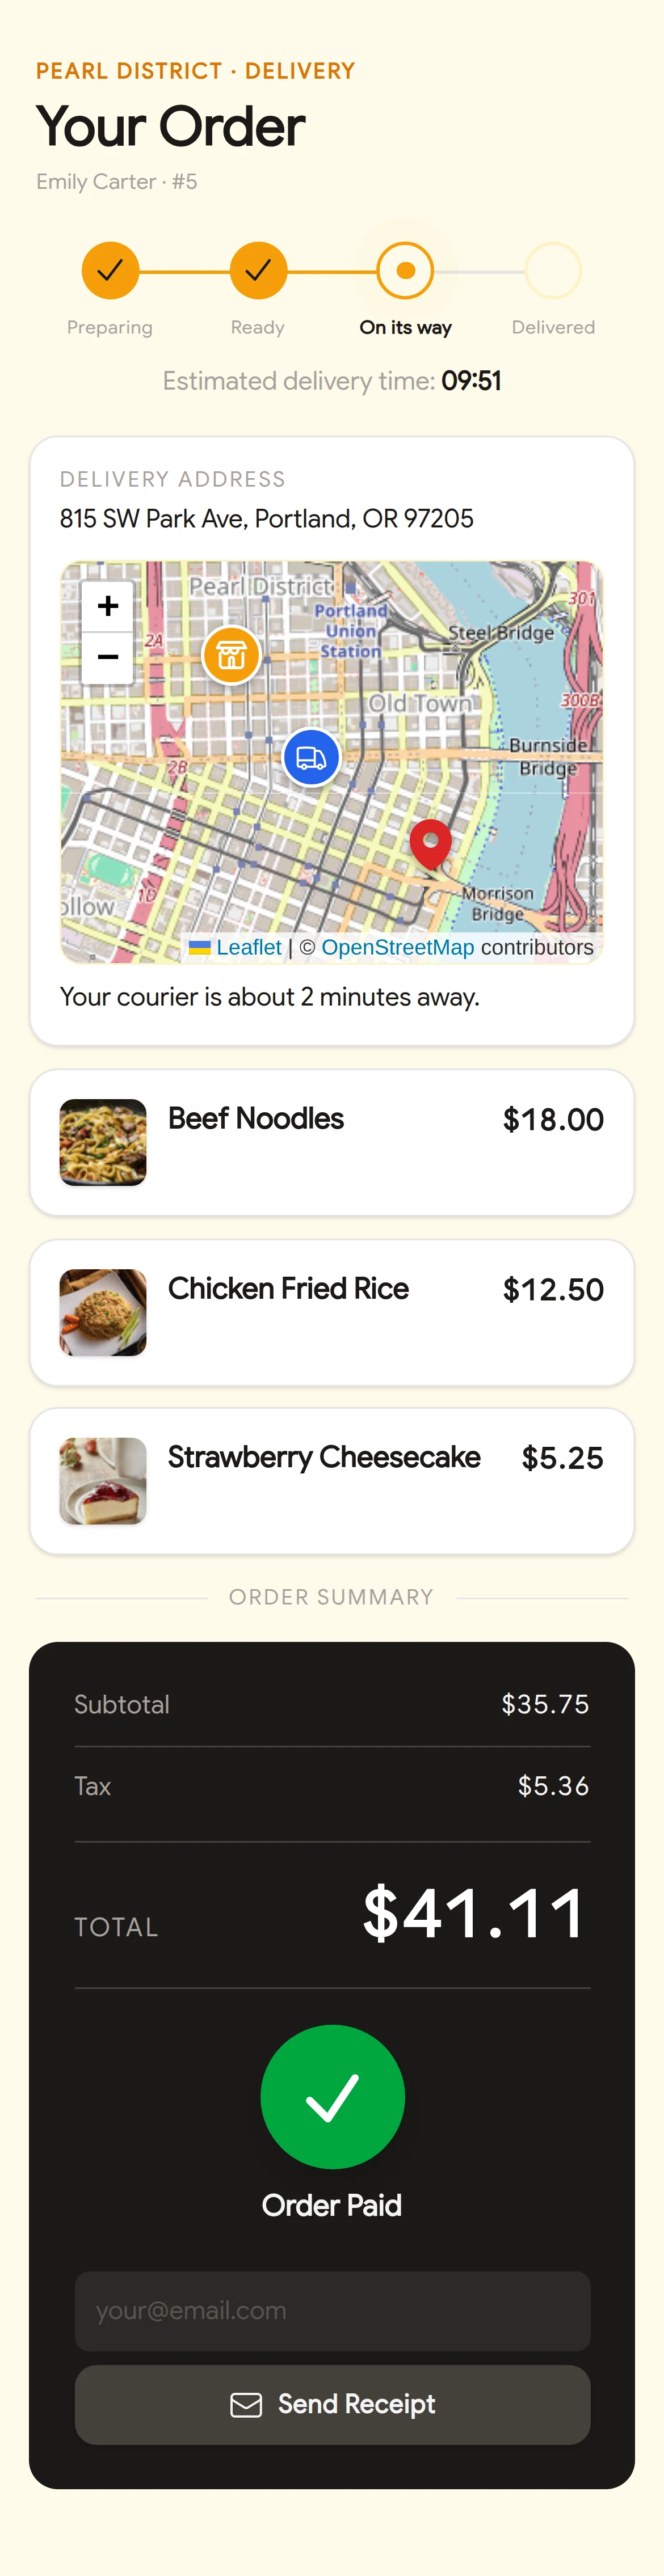 PEARL DISTRICT · DELIVERY
Your Order
Emily Carter · #5
Preparing
Ready
On its way
Delivered
Estimated delivery time: 09:51
DELIVERY ADDRESS
815 SW Park Ave, Portland, OR 97205
+
−
Pearl District
Portland
Union
Station
Steel Bridge
301
2A
Old Town
300B
Burnside
Bridge
2B
1D
ollow
Morrison
Bridge
Leaflet | © OpenStreetMap contributors
Your courier is about 2 minutes away.
Beef Noodles
$18.00
Chicken Fried Rice
$12.50
Strawberry Cheesecake
$5.25
ORDER SUMMARY
Subtotal
$35.75
Tax
$5.36
TOTAL
$41.11
Order Paid
your@email.com
Send Receipt